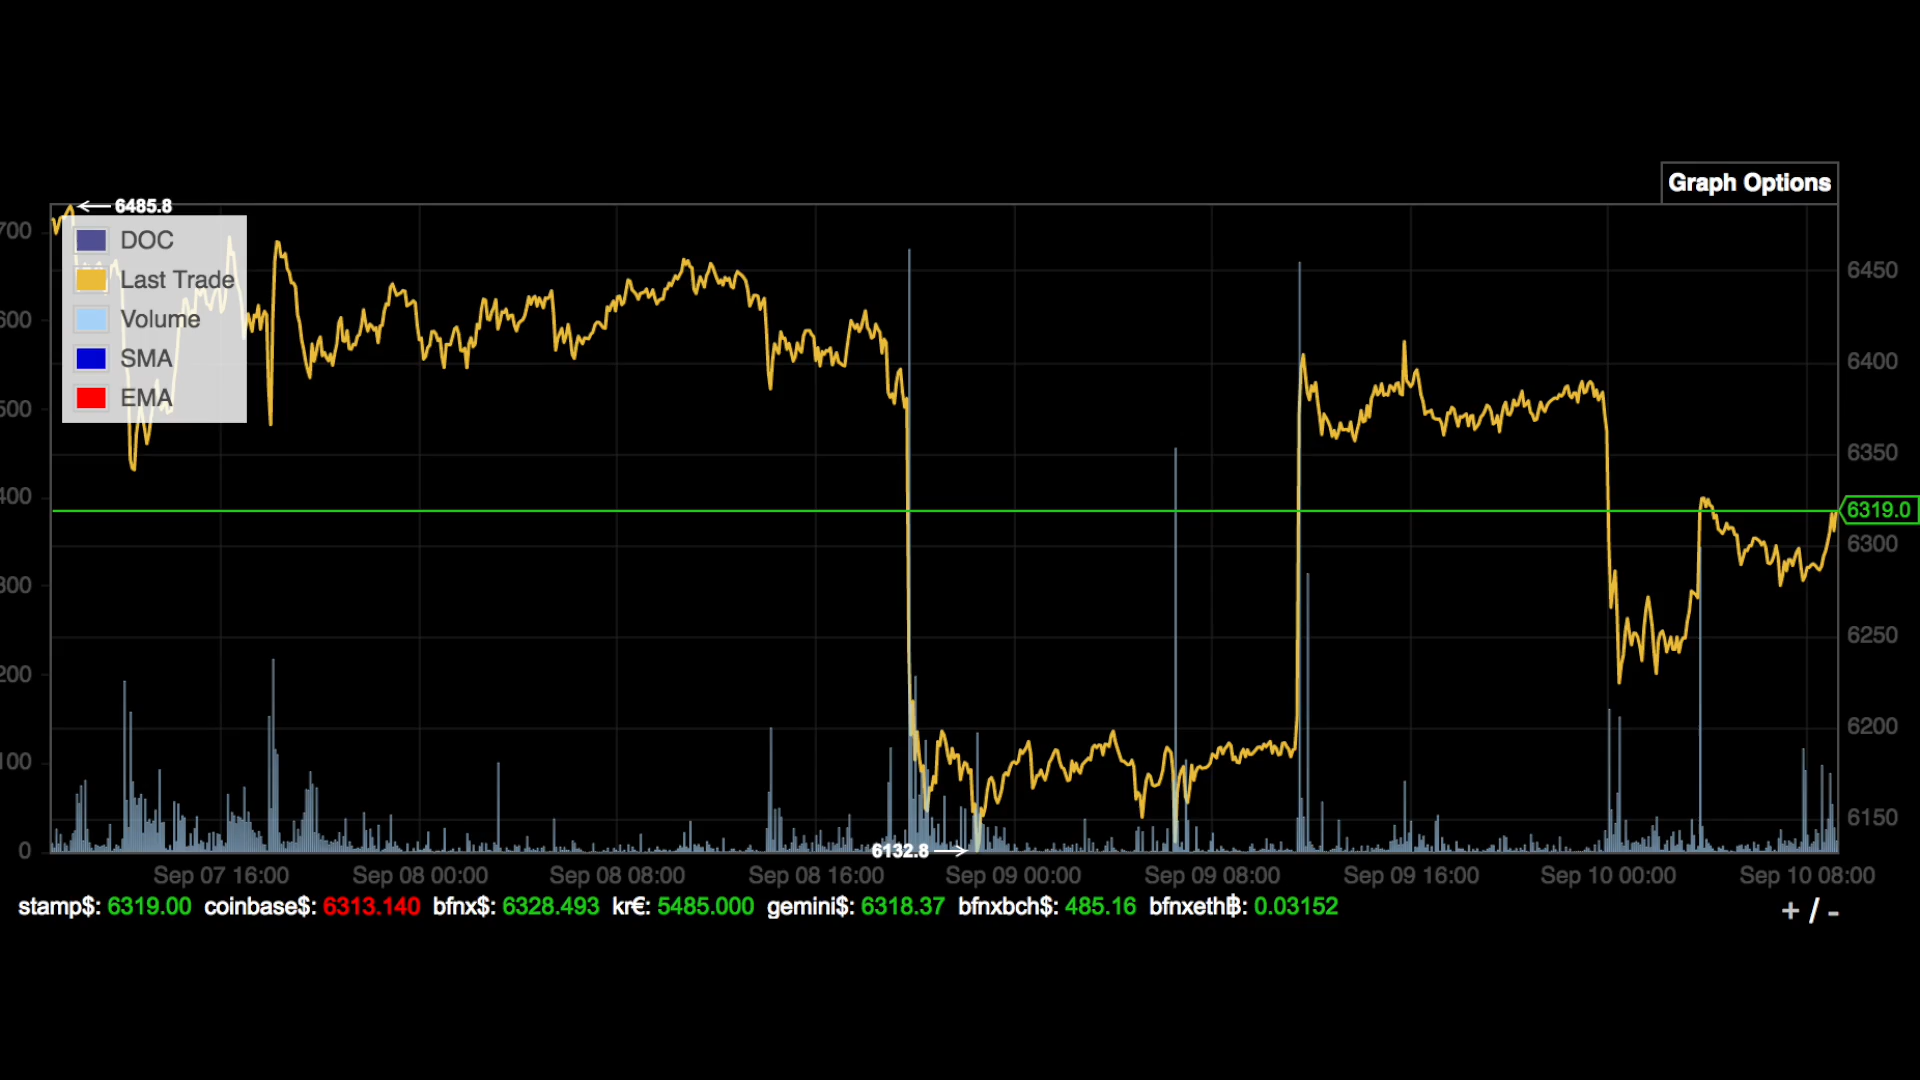 Graph Options
6485.8
DOC
Last Trade
Volume
SMA
EMA
700
600
500
400
300
200
100
0
6450
6400
6350
6319.0
6300
6250
6200
6150
6132.8
Sep 07 16:00 Sep 08 00:00 Sep 08 08:00 Sep 08 16:00 Sep 09 00:00 Sep 09 08:00 Sep 09 16:00 Sep 10 00:00 Sep 10 08:00
stamp$: 6319.00 coinbase$: 6313.140 bfnx$: 6328.493 kr€: 5485.000 gemini$: 6318.37 bfnxbch$: 485.16 bfnxeth฿: 0.03152
+ / -